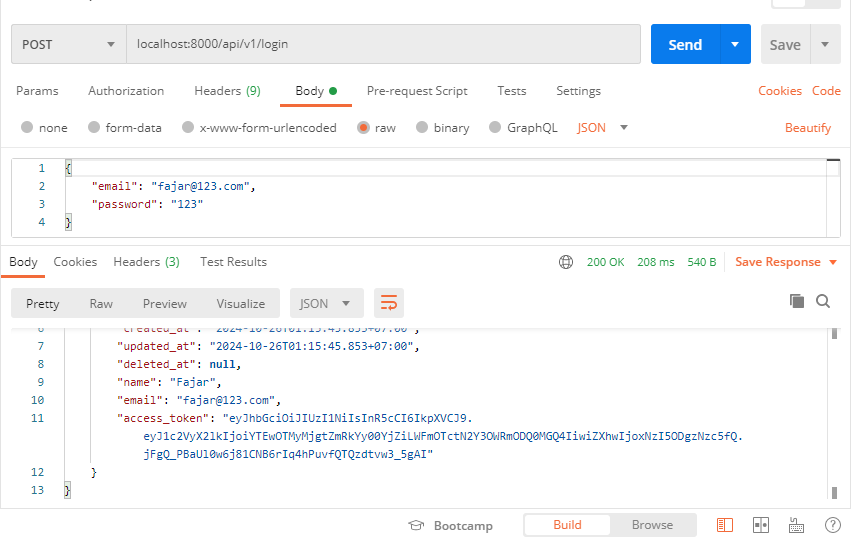 POST
localhost:8000/api/v1/login
Send
Save
Params Authorization Headers (9) Body Pre-request Script Tests Settings Cookies Code
none form-data x-www-form-urlencoded raw binary GraphQL JSON Beautify
1 {
2 "email": "fajar@123.com",
3 "password": "123"
4 }
Body Cookies Headers (3) Test Results 200 OK 208 ms 540 B Save Response
Pretty Raw Preview Visualize JSON
6 "created_at": "2024-10-26T01:15:45.853+07:00",
7 "updated_at": "2024-10-26T01:15:45.853+07:00",
8 "deleted_at": null,
9 "name": "Fajar",
10 "email": "fajar@123.com",
11 "access_token": "eyJhbGciOiJIUzI1NiIsInR5cCI6IkpXVCJ9.
eyJ1c2VyX2lkIjoiYTEwOTMyMjgtZmRkYy00YjZiLWFmOTctN2Y3OWRmODQ0MGQ4IiwiZXhwIjoxNzI5ODgzNzc5fQ.
jFgQ_PBaUl0w6j81CNB6rIq4hPuvfQTQzdtvw3_5gAI"
12 }
13 }
Bootcamp Build Browse